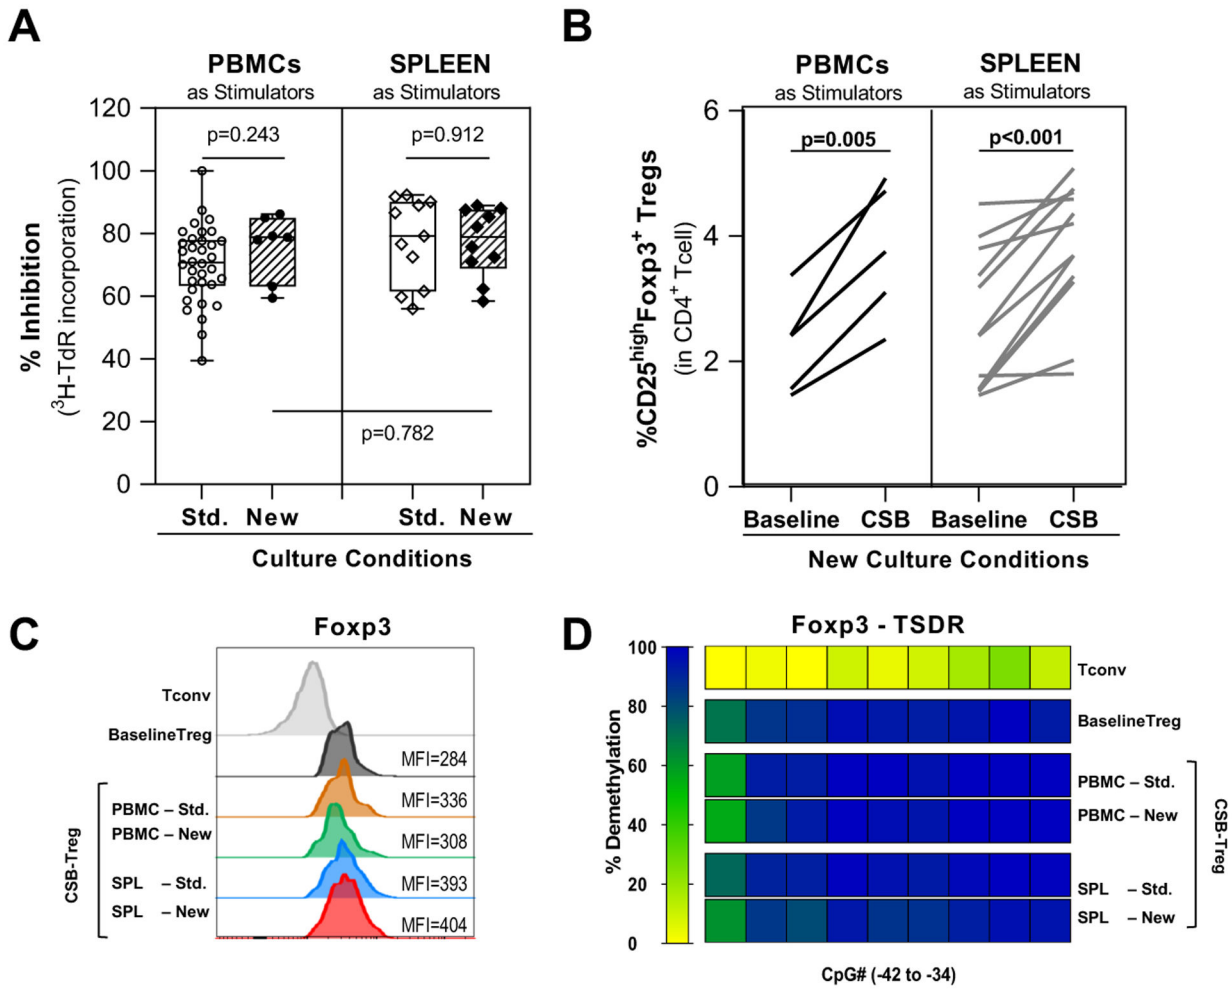 A
PBMCs
as Stimulators
SPLEEN
as Stimulators
% Inhibition
(³H-TdR incorporation)
120
100
80
60
40
20
0
p=0.243
p=0.912
p=0.782
Std. New
Std. New
Culture Conditions
B
PBMCs
as Stimulators
SPLEEN
as Stimulators
%CD25ʰⁱᵍʰFoxp3⁺ Tregs
(in CD4⁺ Tcell)
6
4
2
0
p=0.005
p<0.001
Baseline CSB Baseline CSB
New Culture Conditions
C
Foxp3
Tconv
BaselineTreg
MFI=284
CSB-Treg
PBMC – Std.
MFI=336
PBMC – New
MFI=308
SPL – Std.
MFI=393
SPL – New
MFI=404
D
Foxp3 - TSDR
% Demethylation
100
80
60
40
20
0
Tconv
BaselineTreg
PBMC – Std.
PBMC – New
SPL – Std.
SPL – New
CSB-Treg
CpG# (-42 to -34)